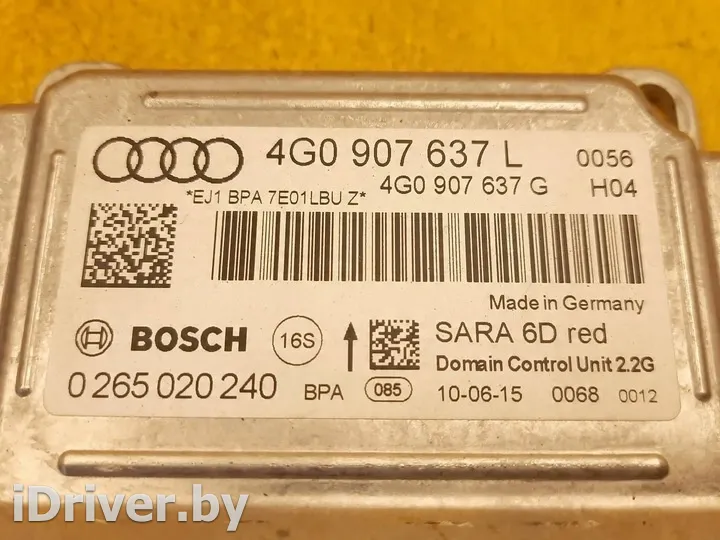 4G0 907 637 L 0056
*EJ1 BPA 7E01LBU Z* 4G0 907 637 G H04
Made in Germany
BOSCH 16S SARA 6D red
Domain Control Unit 2.2G
0 265 020 240 BPA 085 10-06-15 0068 0012
iDriver.by